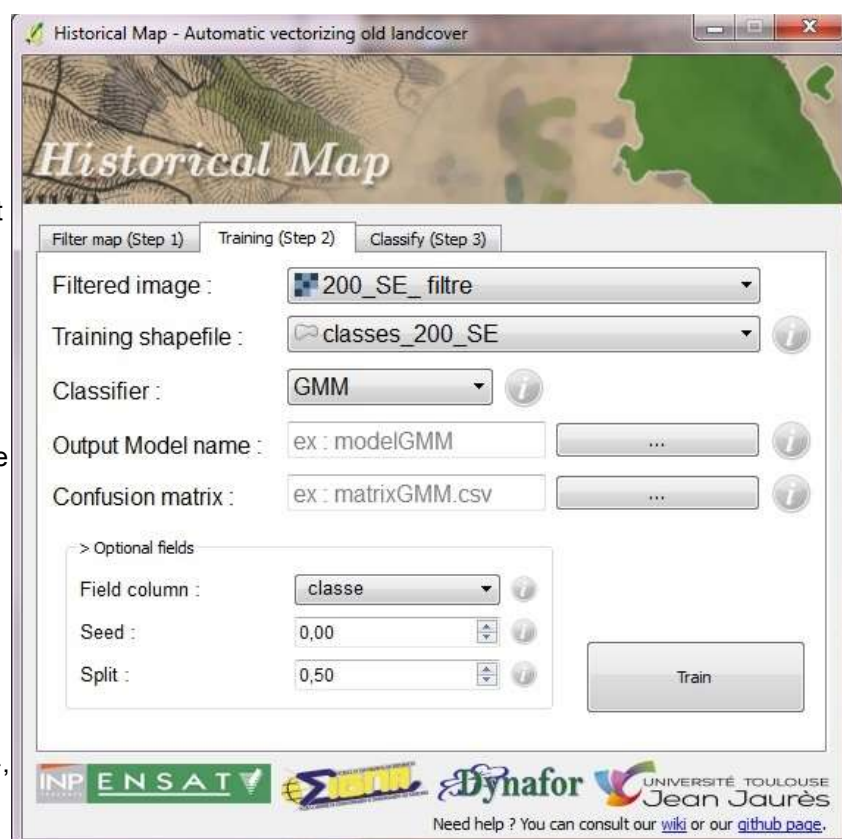 Historical Map - Automatic vectorizing old landcover
Historical Map
t
Filter map (Step 1) Training (Step 2) Classify (Step 3)
Filtered image : 200_SE_ filtre
Training shapefile : classes_200_SE
Classifier : GMM
Output Model name : ex : modelGMM ...
e
Confusion matrix : ex : matrixGMM.csv ...
> Optional fields
Field column : classe
Seed : 0,00
Split : 0,50
Train
,
INP ENSAT SIGMA Dynafor UNIVERSITÉ TOULOUSE
Jean Jaurès
Need help ? You can consult our wiki or our github page.